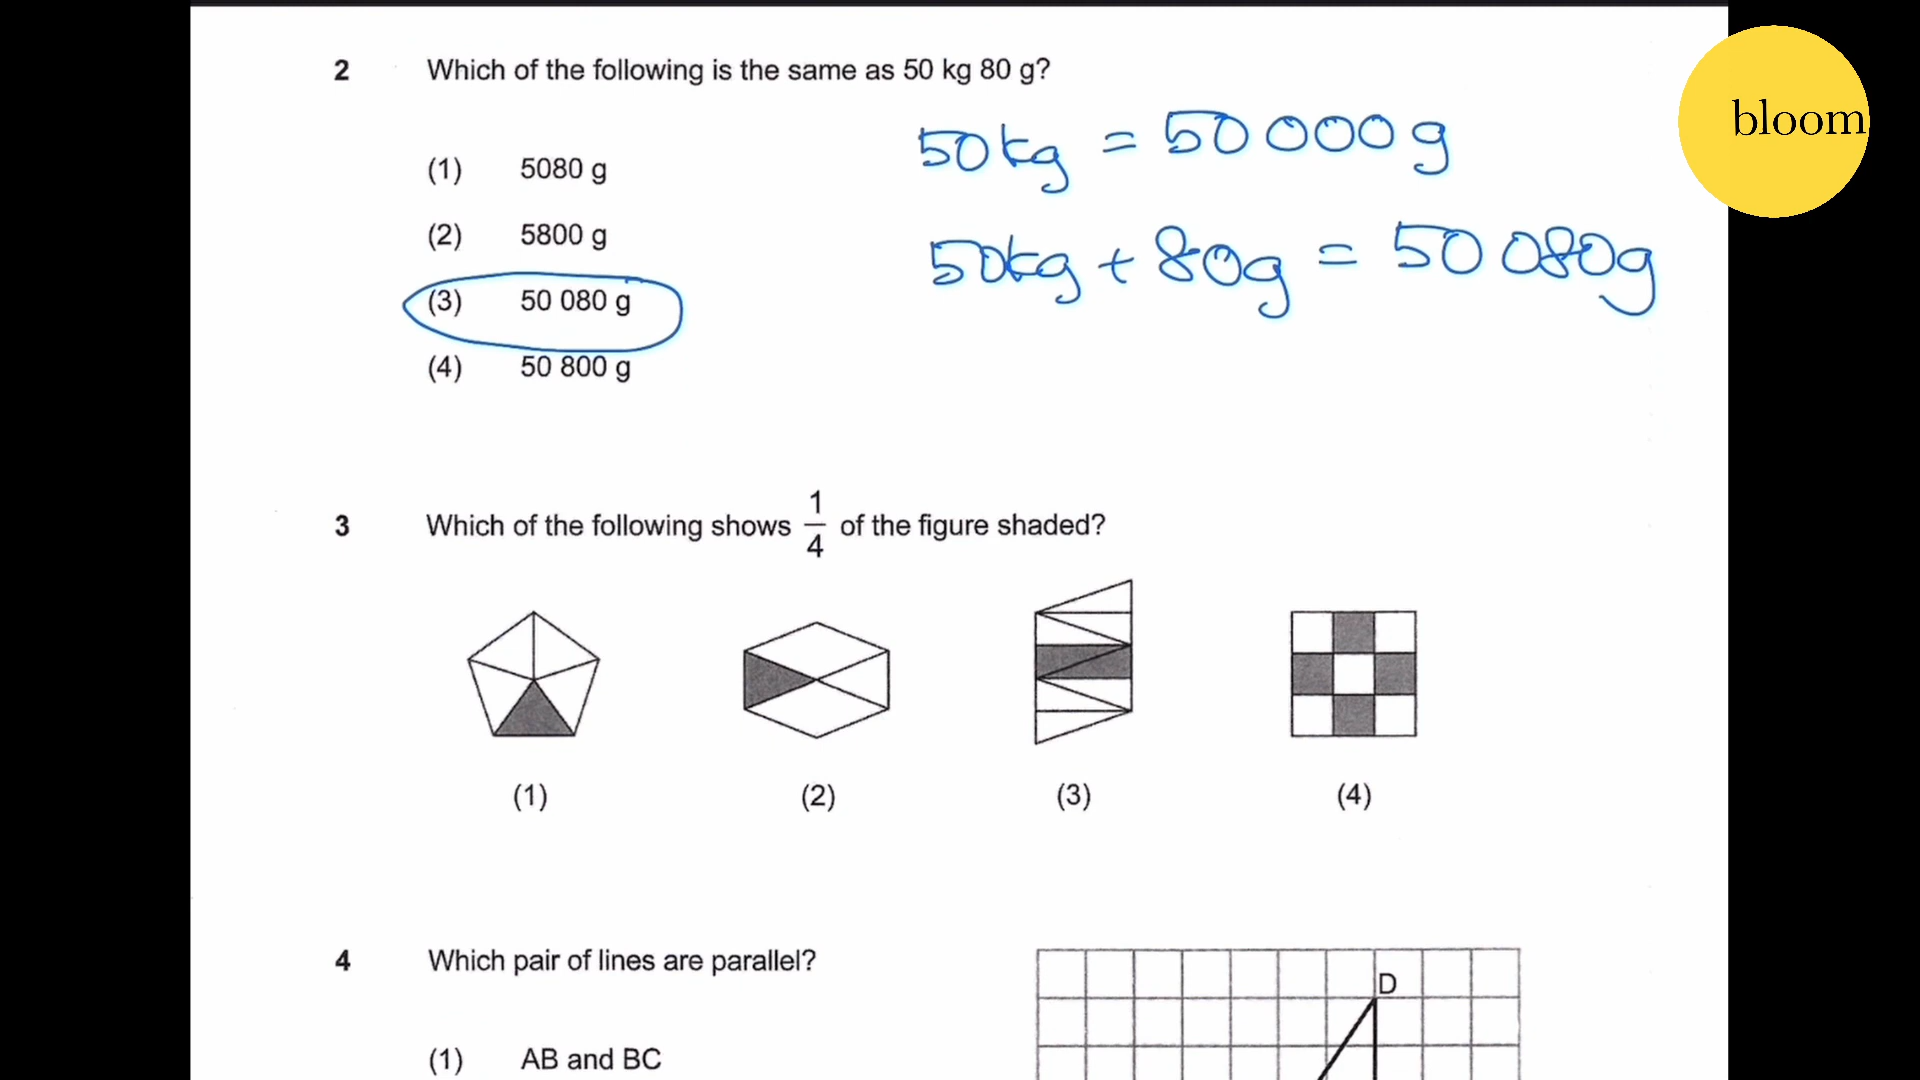 2 Which of the following is the same as 50 kg 80 g?
bloom
50kg = 50 000 g
(1) 5080 g
(2) 5800 g
50kg + 80g = 50 080g
(3) 50 080 g
(4) 50 800 g
3 Which of the following shows 1/4 of the figure shaded?
(1) (2) (3) (4)
4 Which pair of lines are parallel?
D
(1) AB and BC